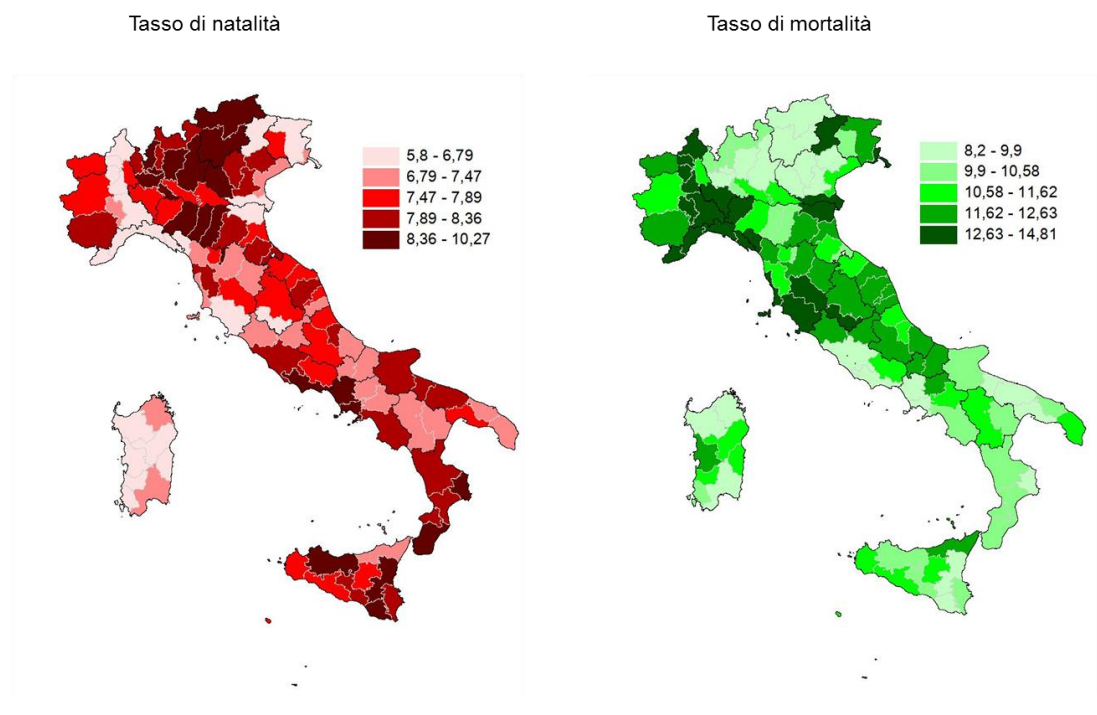 Tasso di natalità
Tasso di mortalità
5,8 - 6,79
6,79 - 7,47
7,47 - 7,89
7,89 - 8,36
8,36 - 10,27
8,2 - 9,9
9,9 - 10,58
10,58 - 11,62
11,62 - 12,63
12,63 - 14,81